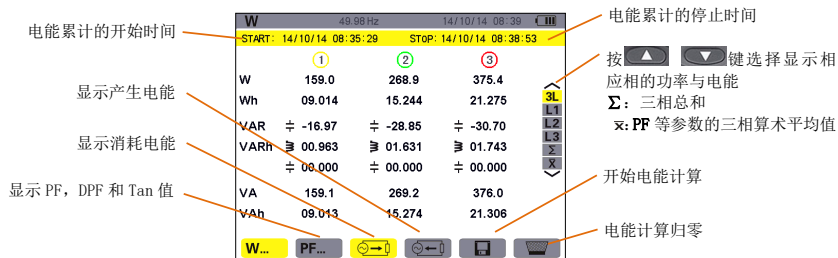 电能累计的开始时间
显示产生电能
显示消耗电能
显示 PF, DPF 和 Tan 值
W 49.98 Hz 14/10/14 08:39
START: 14/10/14 08:35:29 STOP: 14/10/14 08:38:53
1 2 3
W 159.0 268.9 375.4
Wh 09.014 15.244 21.275
VAR -16.97 -28.85 -30.70
VARh 00.963 01.631 01.743
00.000 00.000 00.000
VA 159.1 269.2 376.0
VAh 09.013 15.274 21.306
3L
L1
L2
L3
Σ
x̄
W... PF...
电能累计的停止时间
按 键选择显示相
应相的功率与电能
Σ: 三相总和
x̄: PF 等参数的三相算术平均值
开始电能计算
电能计算归零